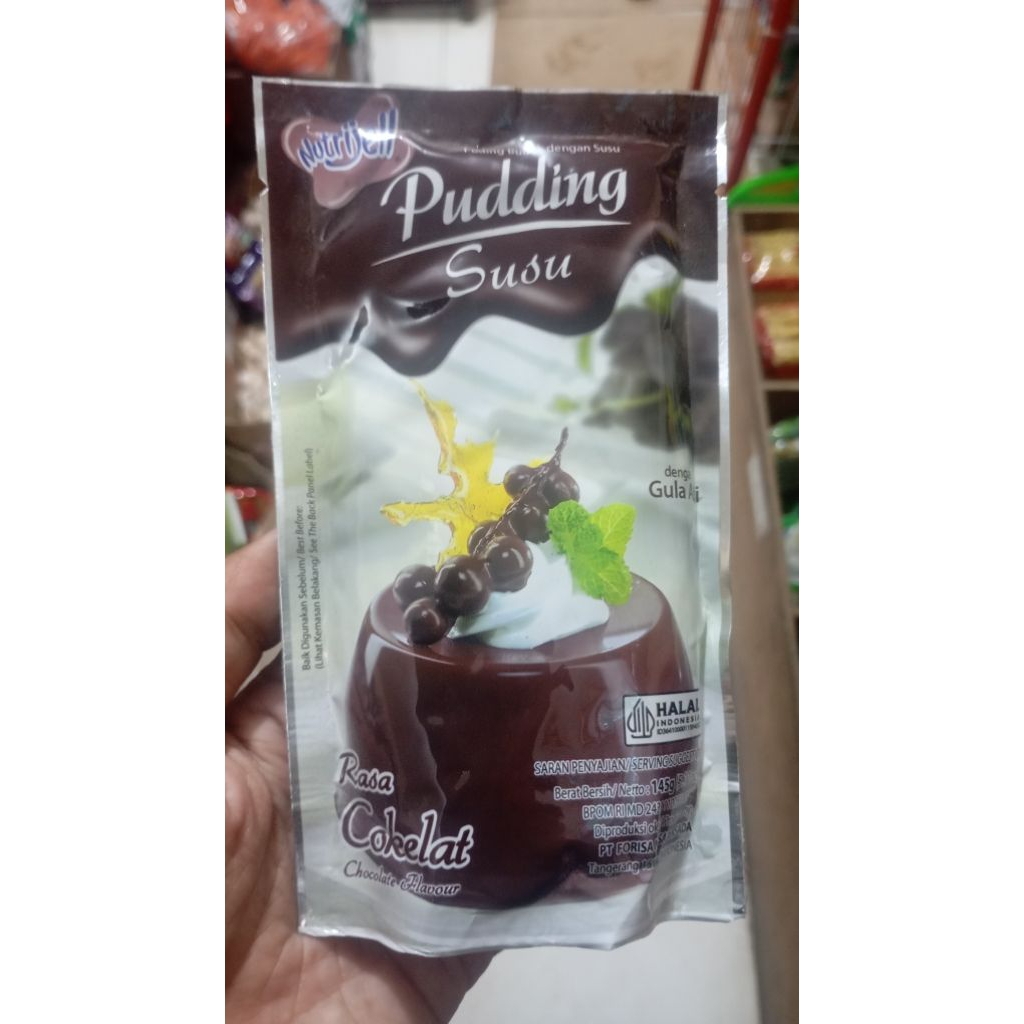 Nutrijell
dengan Susu
Pudding
Susu
Gula
Baik Digunakan Sebelum/ Best Before:
(Lihat Kemasan Belakang/ See The Back Panel Label)
HALAL
INDONESIA
SARAN PENYAJIAN/ SERVING
Berat Bersih/ Netto : 145g
BPOM RI MD
Diproduksi
PT FORISA
Tangerang
Rasa
Cokelat
Chocolate Flavour